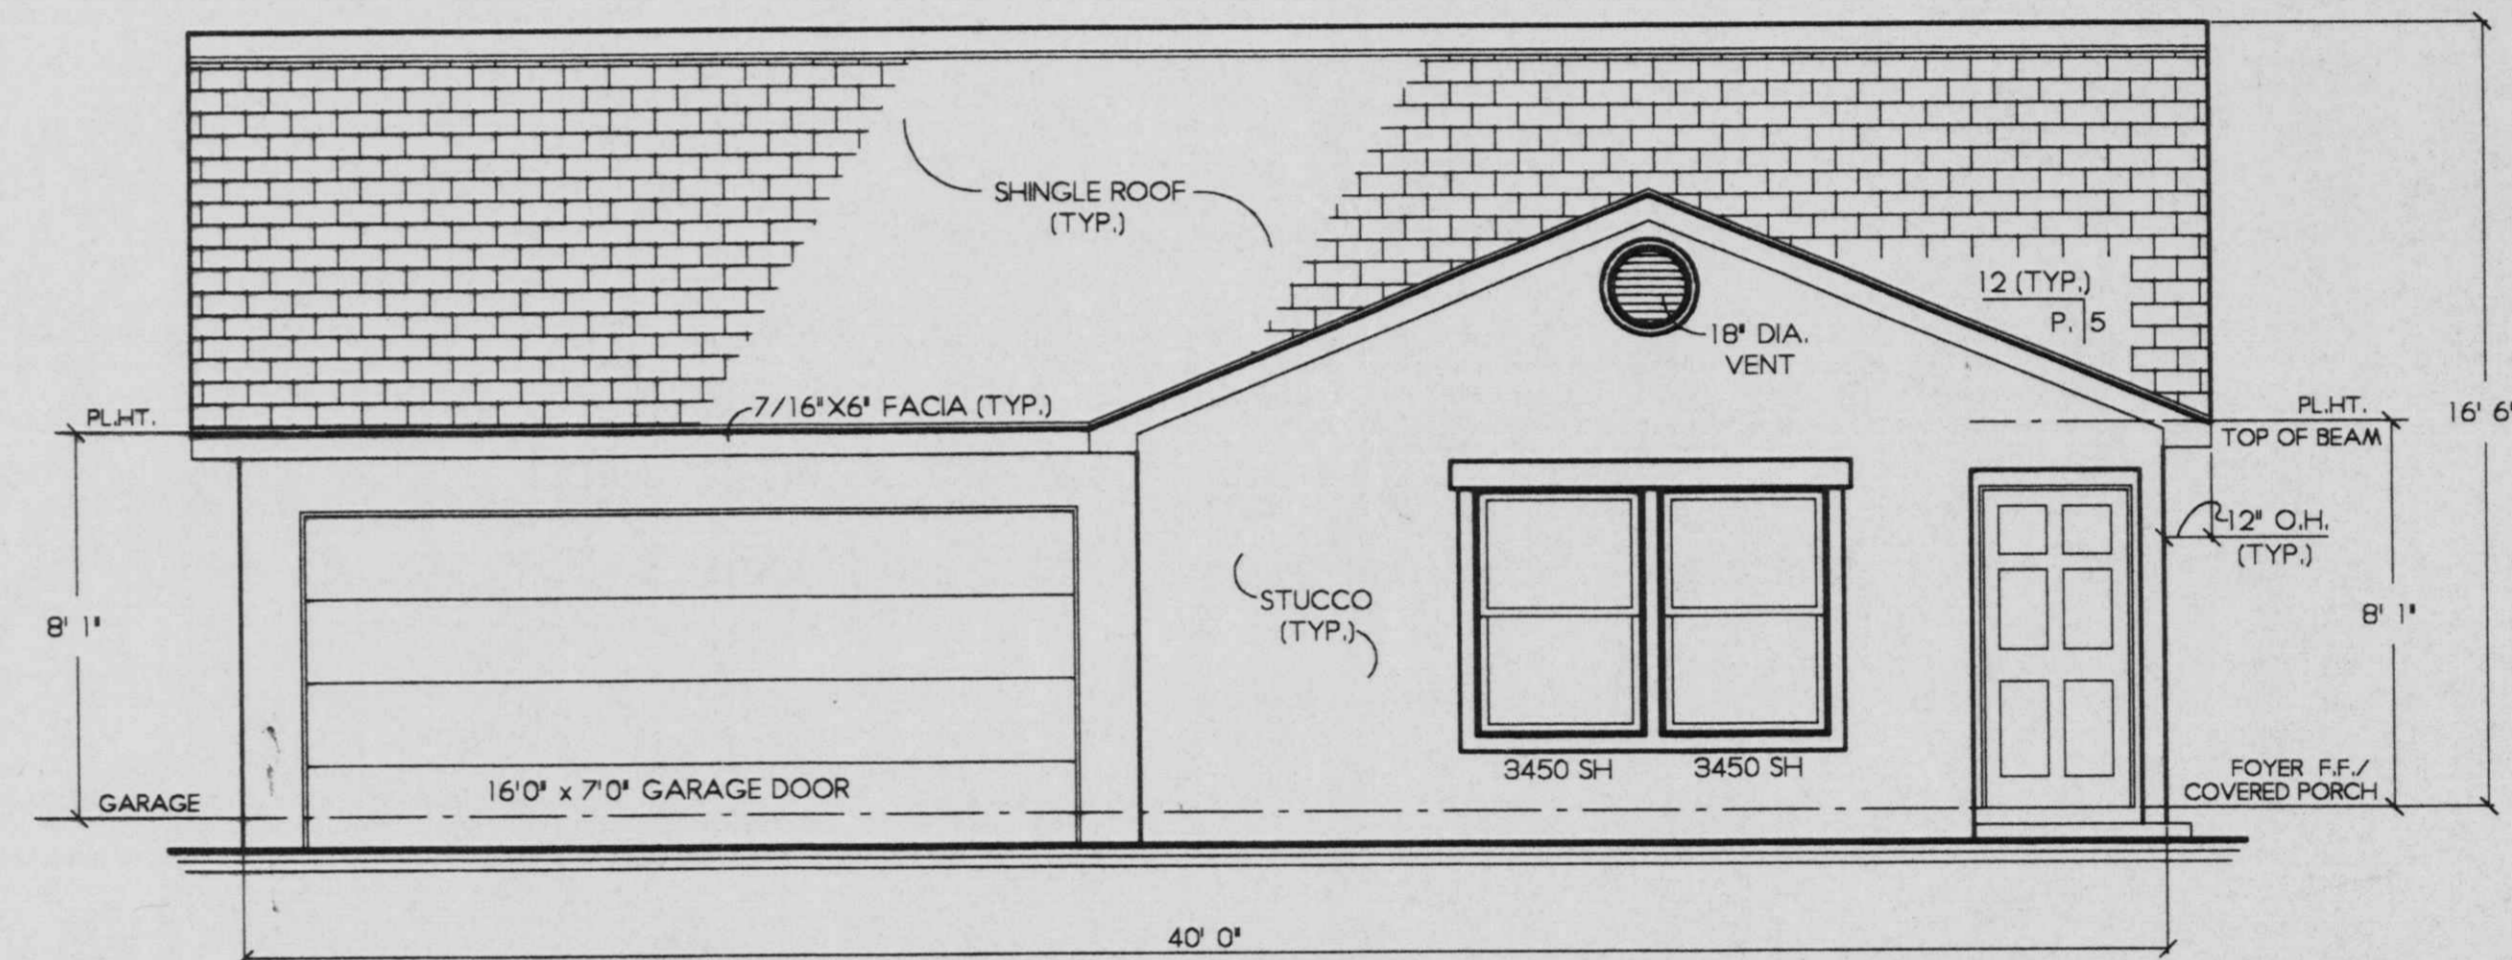 SHINGLE ROOF
(TYP.)
12 (TYP.)
P. 5
18" DIA.
VENT
7/16"X6" FACIA (TYP.)
PL.HT.
PL.HT.
TOP OF BEAM
16' 6"
12" O.H.
(TYP.)
STUCCO
(TYP.)
8' 1"
8' 1"
3450 SH
3450 SH
16'0" x 7'0" GARAGE DOOR
GARAGE
FOYER F.F./
COVERED PORCH
40' 0"